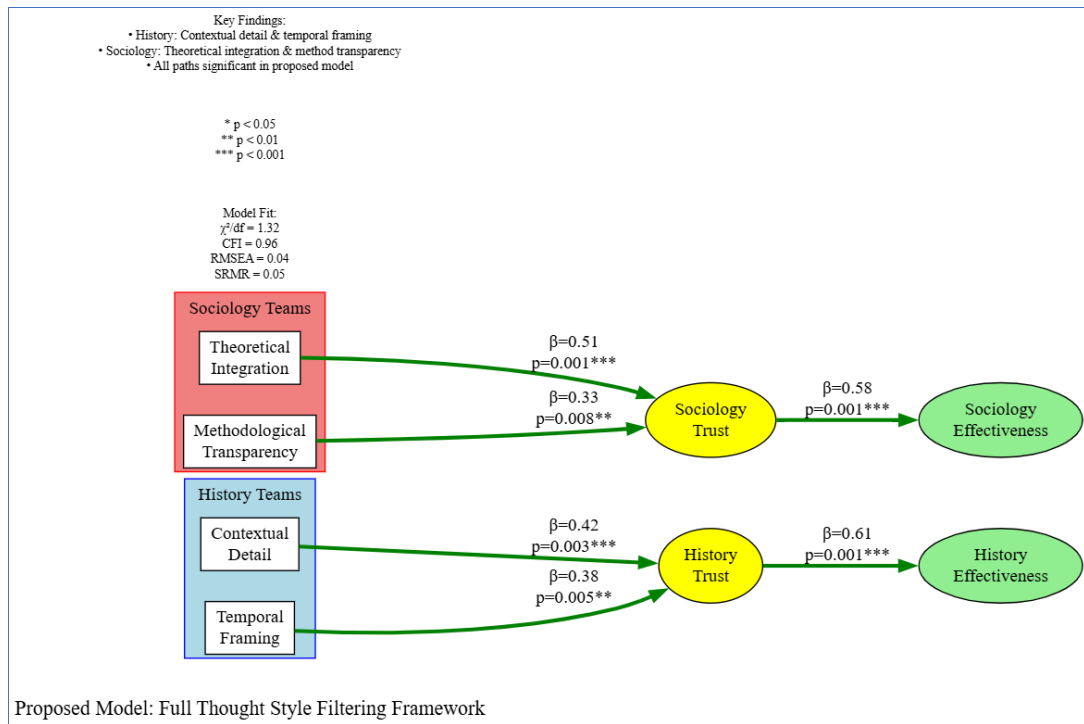 Key Findings:
• History: Contextual detail & temporal framing
• Sociology: Theoretical integration & method transparency
• All paths significant in proposed model
* p < 0.05
** p < 0.01
*** p < 0.001
Model Fit:
χ²/df = 1.32
CFI = 0.96
RMSEA = 0.04
SRMR = 0.05
Sociology Teams
Theoretical
Integration
Methodological
Transparency
β=0.51
p=0.001***
β=0.33
p=0.008**
Sociology
Trust
β=0.58
p=0.001***
Sociology
Effectiveness
History Teams
Contextual
Detail
Temporal
Framing
β=0.42
p=0.003***
β=0.38
p=0.005**
History
Trust
β=0.61
p=0.001***
History
Effectiveness
Proposed Model: Full Thought Style Filtering Framework